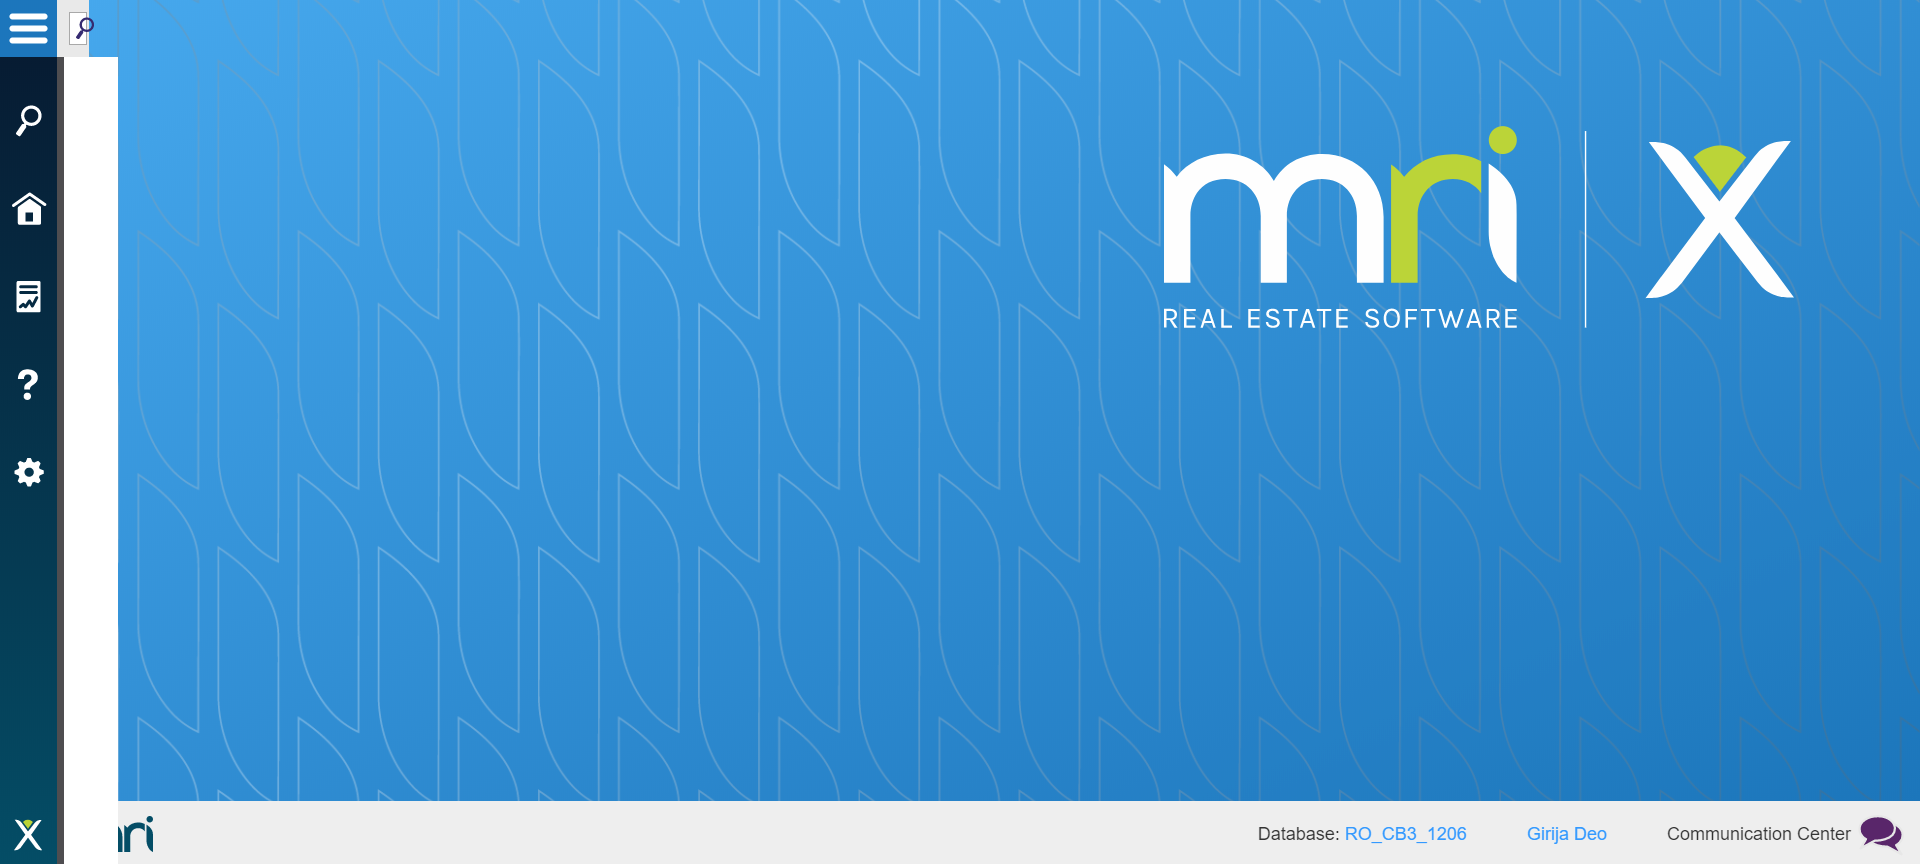 mri
REAL ESTATE SOFTWARE
X
Database: RO_CB3_1206
Girija Deo
Communication Center